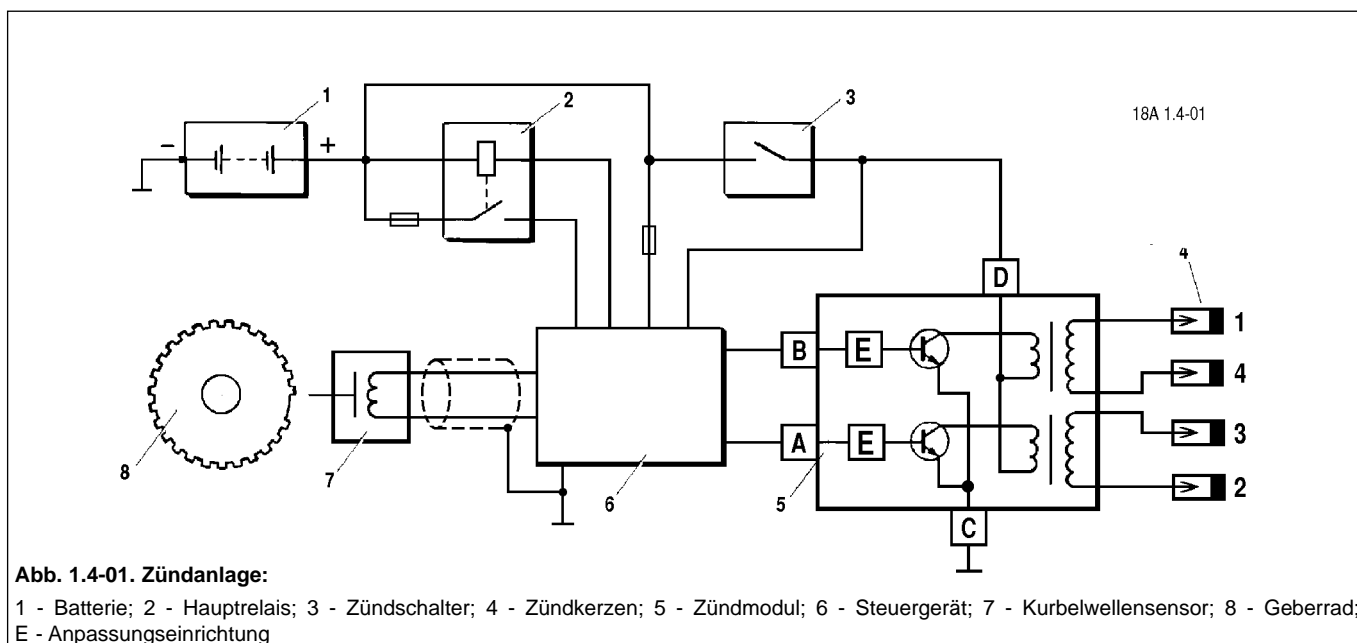 1
2
3
18A 1.4-01
− +
4
D
1
B E
4
A E
3
2
8
7
6
5
C
Abb. 1.4-01. Zündanlage:
1 - Batterie; 2 - Hauptrelais; 3 - Zündschalter; 4 - Zündkerzen; 5 - Zündmodul; 6 - Steuergerät; 7 - Kurbelwellensensor; 8 - Geberrad;
E - Anpassungseinrichtung